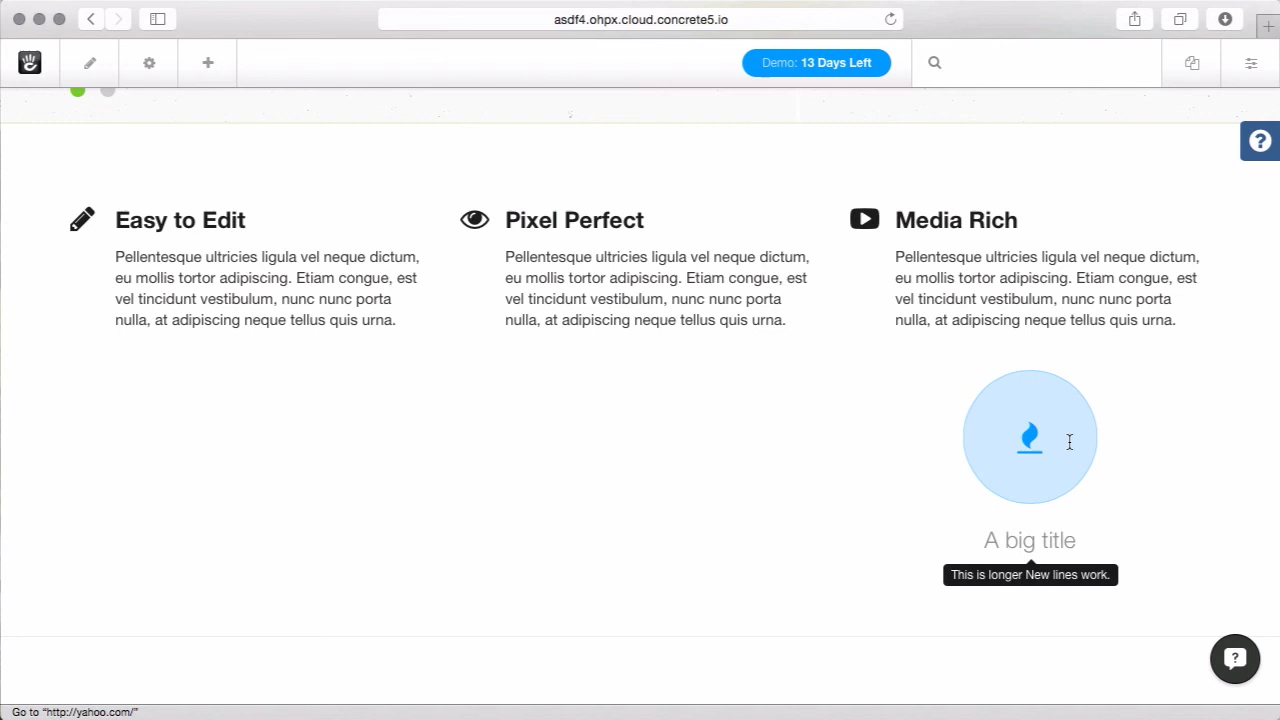 asdf4.ohpx.cloud.concrete5.io
Demo: 13 Days Left
Easy to Edit
Pellentesque ultricies ligula vel neque dictum,
eu mollis tortor adipiscing. Etiam congue, est
vel tincidunt vestibulum, nunc nunc porta
nulla, at adipiscing neque tellus quis urna.
Pixel Perfect
Pellentesque ultricies ligula vel neque dictum,
eu mollis tortor adipiscing. Etiam congue, est
vel tincidunt vestibulum, nunc nunc porta
nulla, at adipiscing neque tellus quis urna.
Media Rich
Pellentesque ultricies ligula vel neque dictum,
eu mollis tortor adipiscing. Etiam congue, est
vel tincidunt vestibulum, nunc nunc porta
nulla, at adipiscing neque tellus quis urna.
A big title
This is longer New lines work.
Go to “http://yahoo.com/”